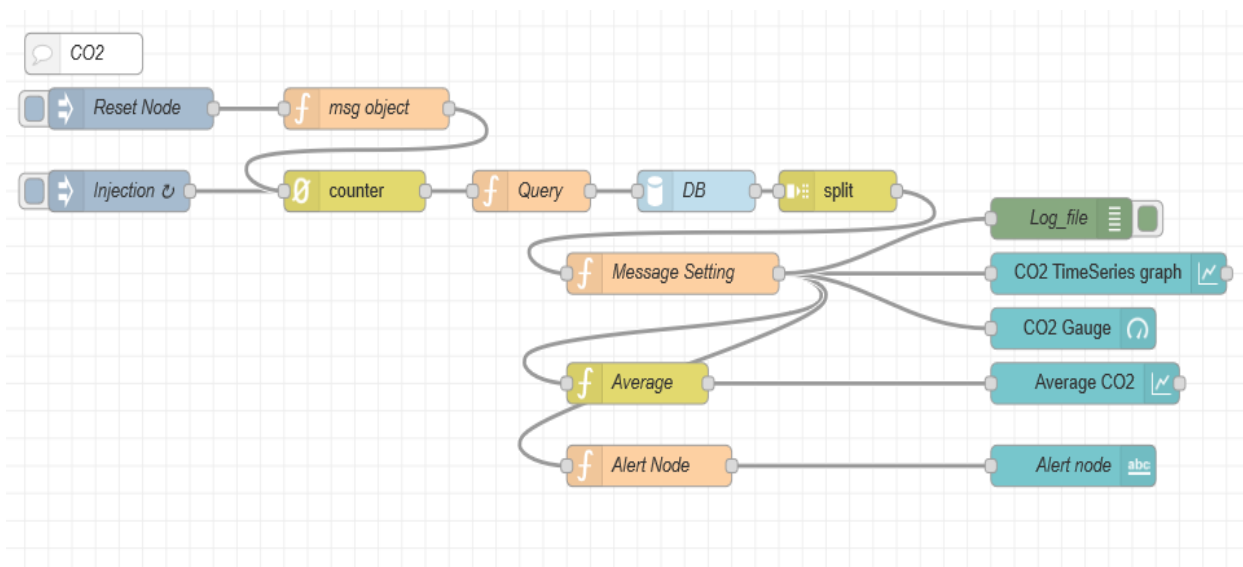 CO2
Reset Node
msg object
Injection ↻
counter
Query
DB
split
Log_file
Message Setting
CO2 TimeSeries graph
CO2 Gauge
Average
Average CO2
Alert Node
Alert node
abc